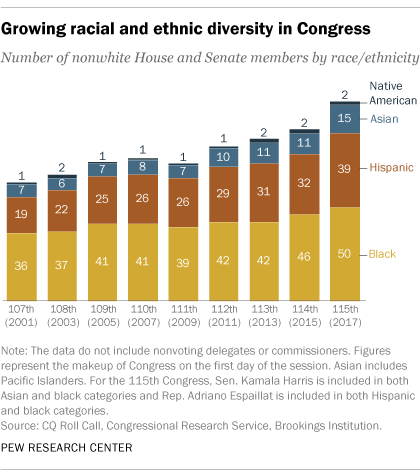 Growing racial and ethnic diversity in Congress
Number of nonwhite House and Senate members by race/ethnicity
1 2 1 1 1 1 2 2 2 Native
American
7 6 7 8 7 10 11 11 15 Asian
19 22 25 26 26 29 31 32 39 Hispanic
36 37 41 41 39 42 42 46 50 Black
107th 108th 109th 110th 111th 112th 113th 114th 115th
(2001) (2003) (2005) (2007) (2009) (2011) (2013) (2015) (2017)
Note: The data do not include nonvoting delegates or commissioners. Figures
represent the makeup of Congress on the first day of the session. Asian includes
Pacific Islanders. For the 115th Congress, Sen. Kamala Harris is included in both
Asian and black categories and Rep. Adriano Espaillat is included in both Hispanic
and black categories.
Source: CQ Roll Call, Congressional Research Service, Brookings Institution.
PEW RESEARCH CENTER